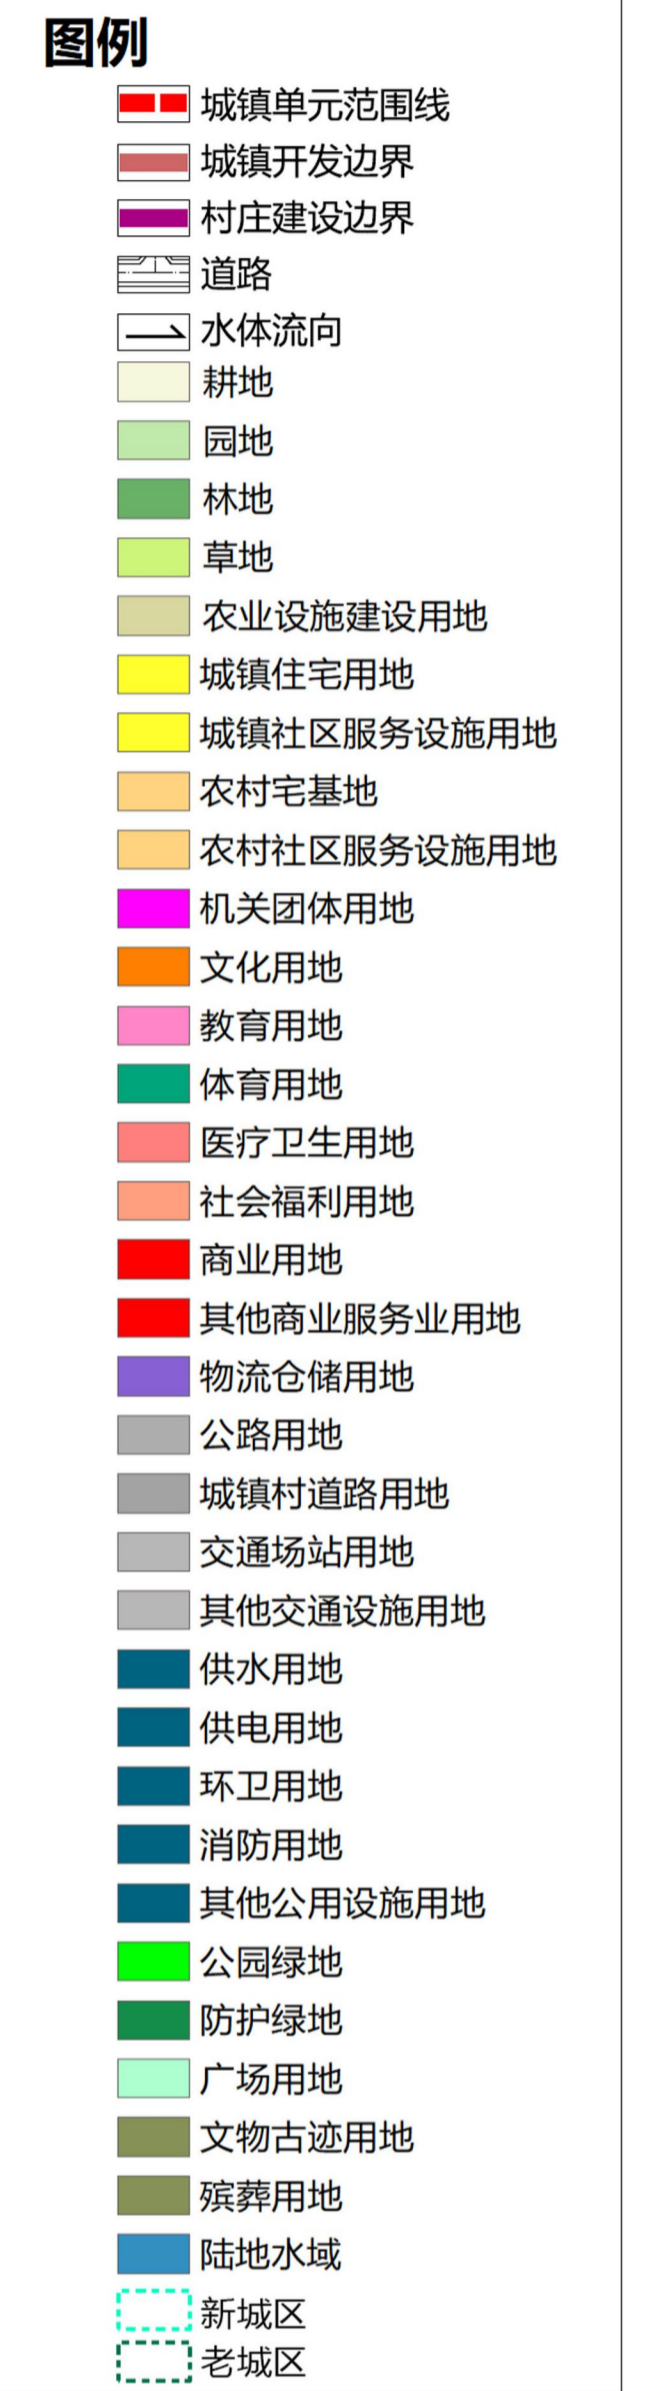 图例
城镇单元范围线
城镇开发边界
村庄建设边界
道路
水体流向
耕地
园地
林地
草地
农业设施建设用地
城镇住宅用地
城镇社区服务设施用地
农村宅基地
农村社区服务设施用地
机关团体用地
文化用地
教育用地
体育用地
医疗卫生用地
社会福利用地
商业用地
其他商业服务业用地
物流仓储用地
公路用地
城镇村道路用地
交通场站用地
其他交通设施用地
供水用地
供电用地
环卫用地
消防用地
其他公用设施用地
公园绿地
防护绿地
广场用地
文物古迹用地
殡葬用地
陆地水域
新城区
老城区